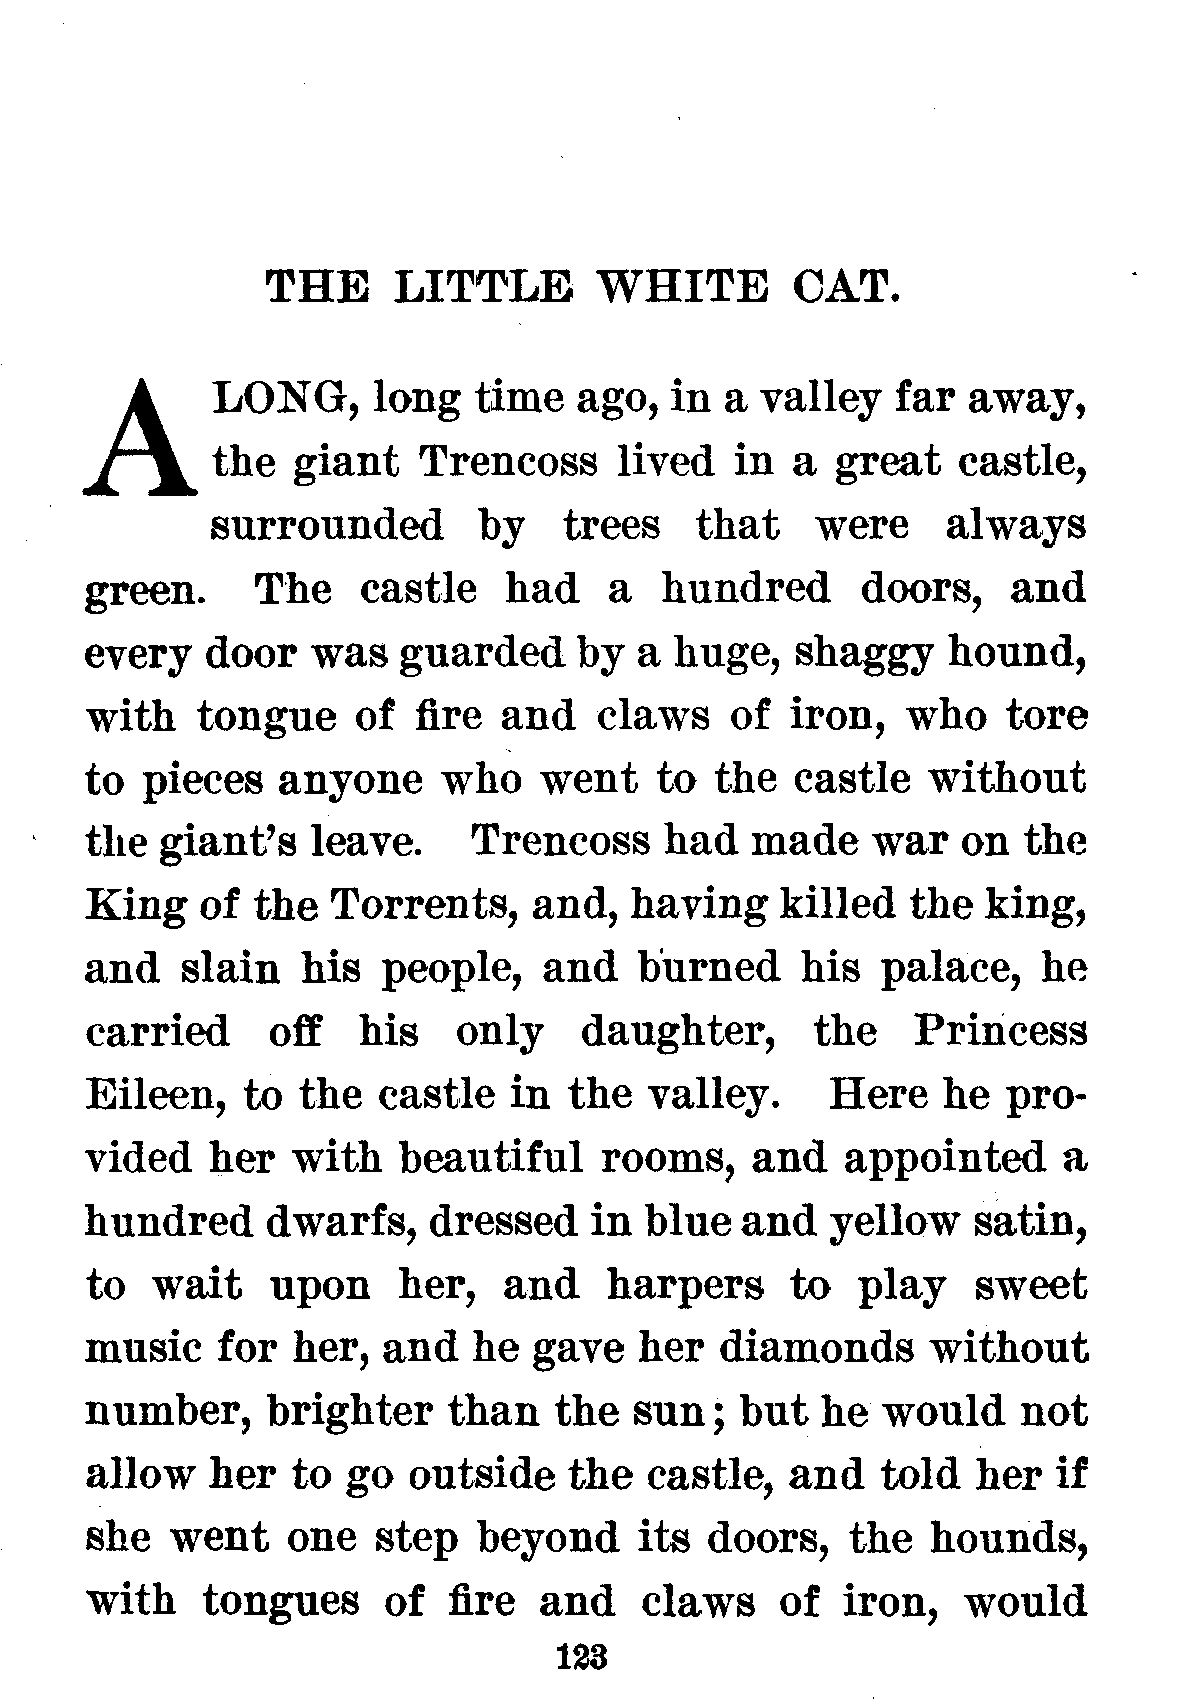 THE LITTLE WHITE CAT.
A LONG, long time ago, in a valley far away,
the giant Trencoss lived in a great castle,
surrounded by trees that were always
green. The castle had a hundred doors, and
every door was guarded by a huge, shaggy hound,
with tongue of fire and claws of iron, who tore
to pieces anyone who went to the castle without
the giant's leave. Trencoss had made war on the
King of the Torrents, and, having killed the king,
and slain his people, and burned his palace, he
carried off his only daughter, the Princess
Eileen, to the castle in the valley. Here he pro-
vided her with beautiful rooms, and appointed a
hundred dwarfs, dressed in blue and yellow satin,
to wait upon her, and harpers to play sweet
music for her, and he gave her diamonds without
number, brighter than the sun; but he would not
allow her to go outside the castle, and told her if
she went one step beyond its doors, the hounds,
with tongues of fire and claws of iron, would
123